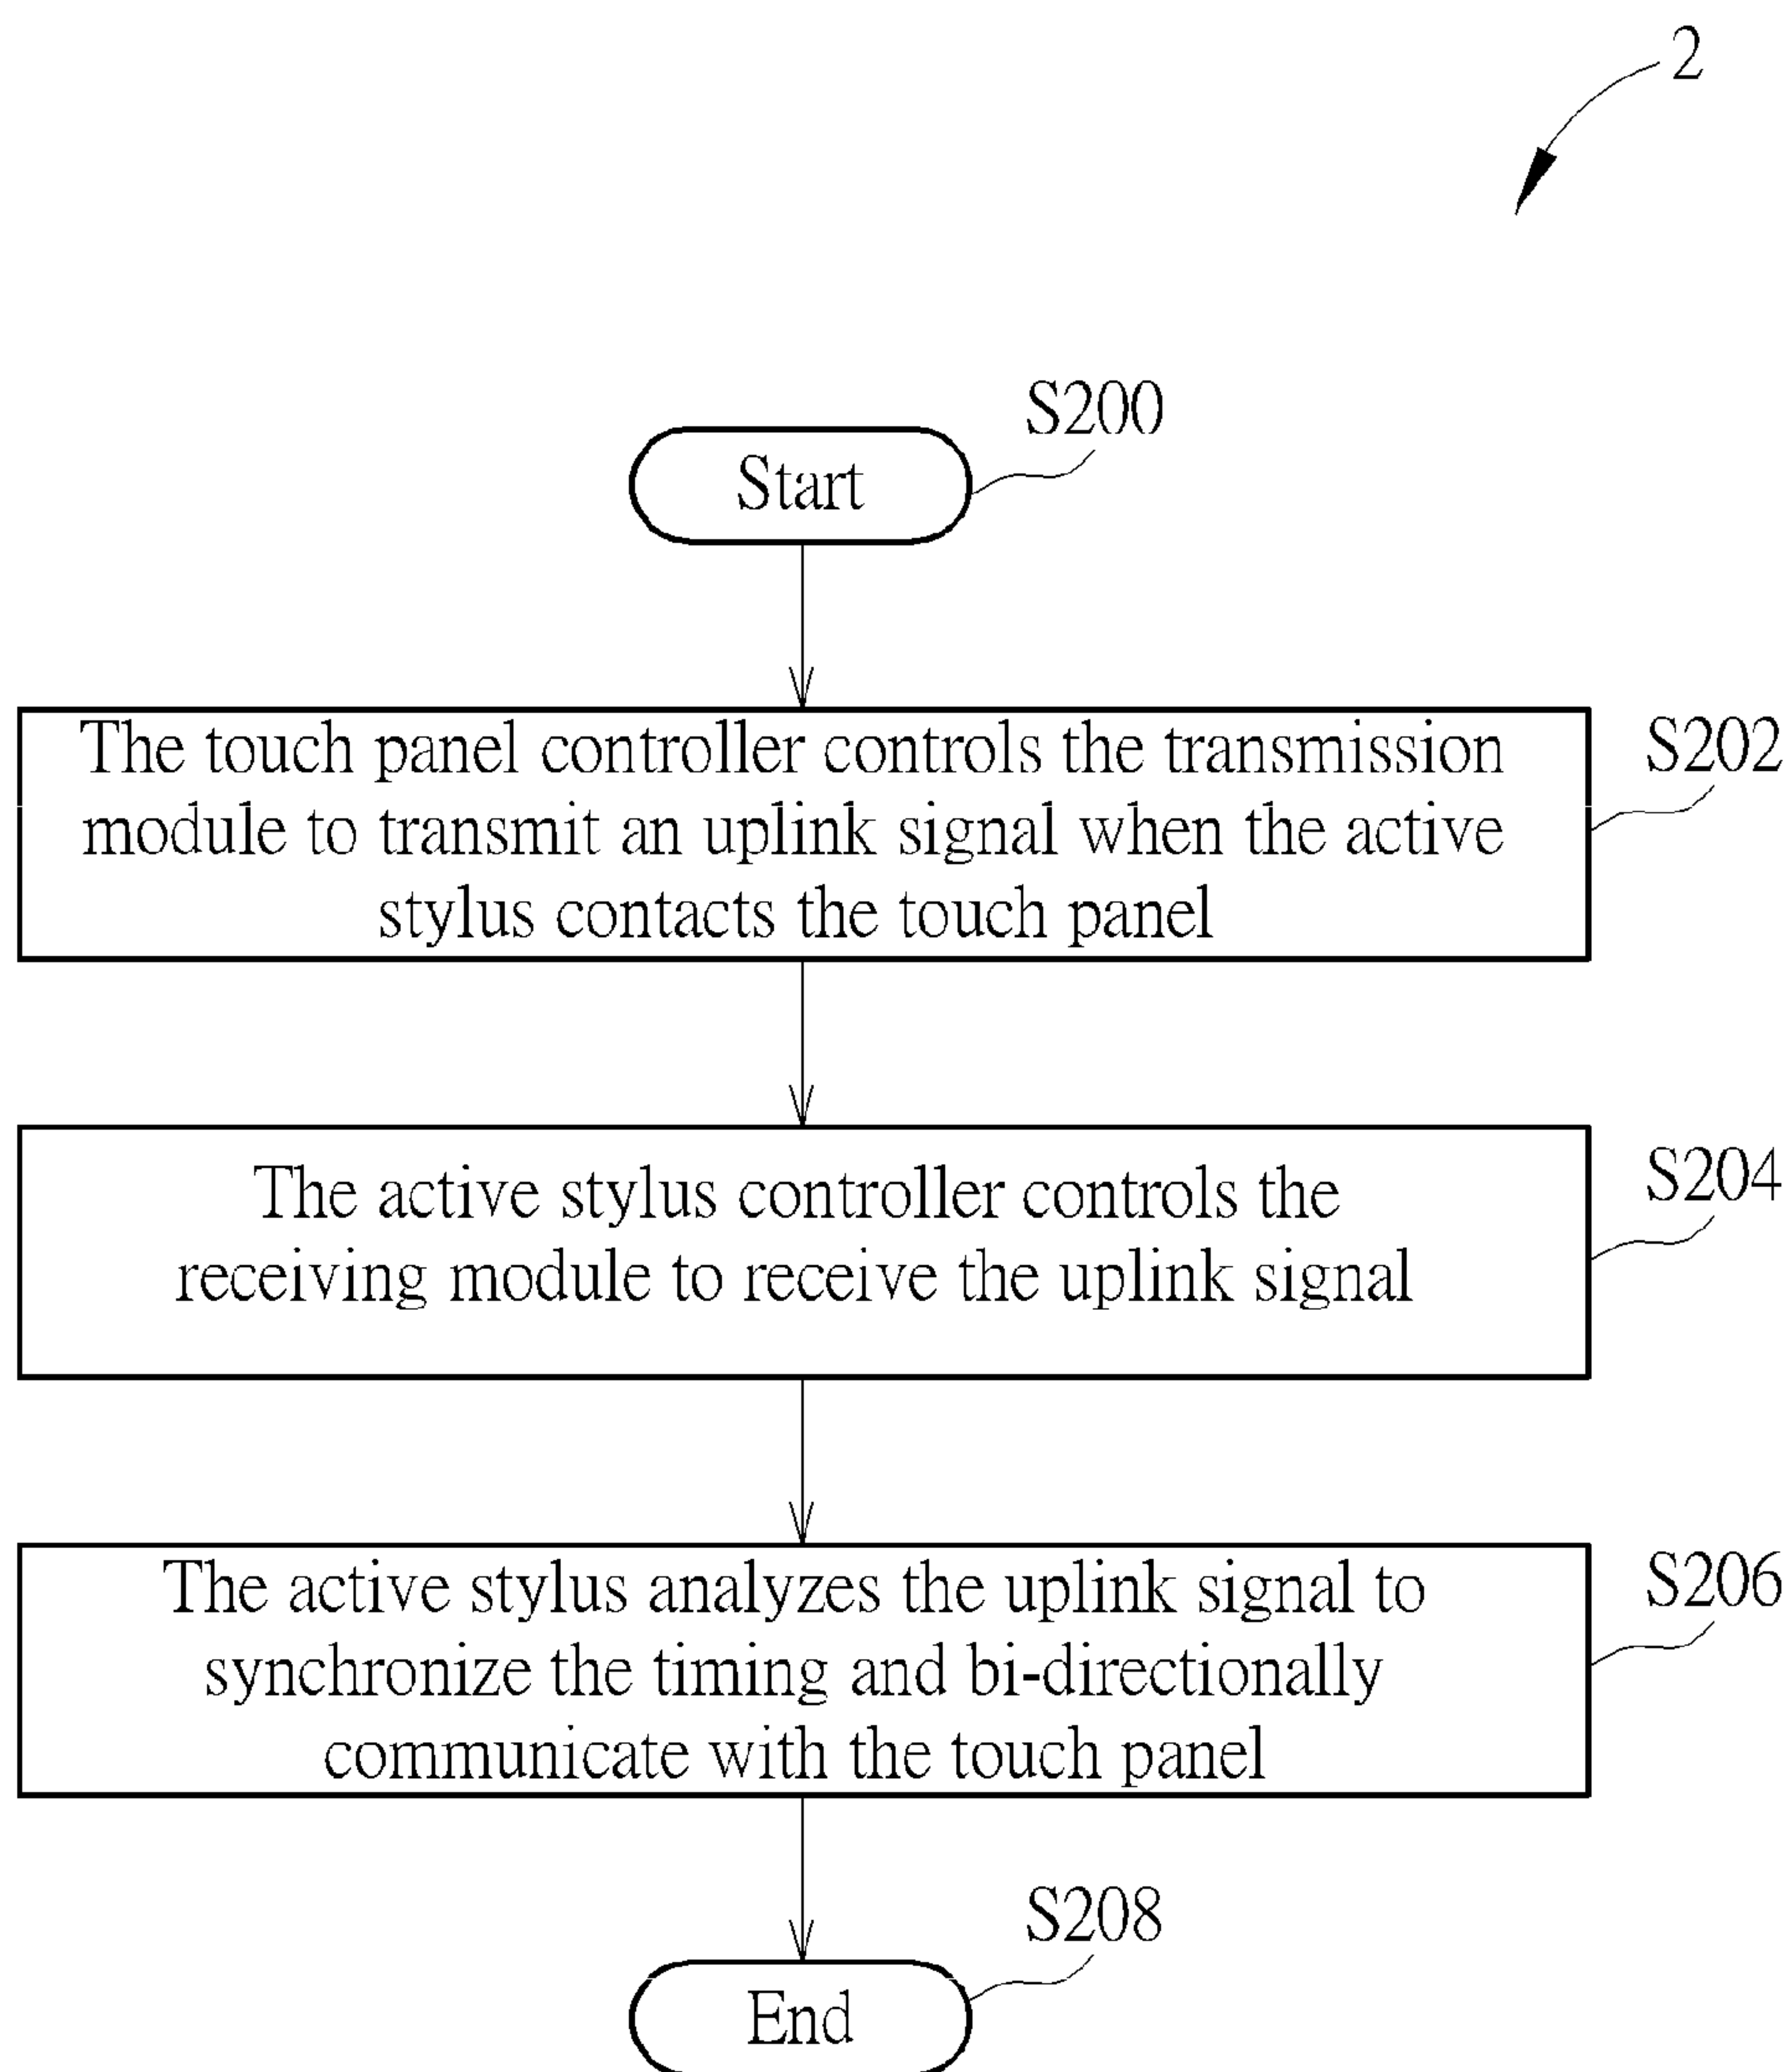 2
S200
Start
S202
The touch panel controller controls the transmission
module to transmit an uplink signal when the active
stylus contacts the touch panel
S204
The active stylus controller controls the
receiving module to receive the uplink signal
S206
The active stylus analyzes the uplink signal to
synchronize the timing and bi-directionally
communicate with the touch panel
S208
End